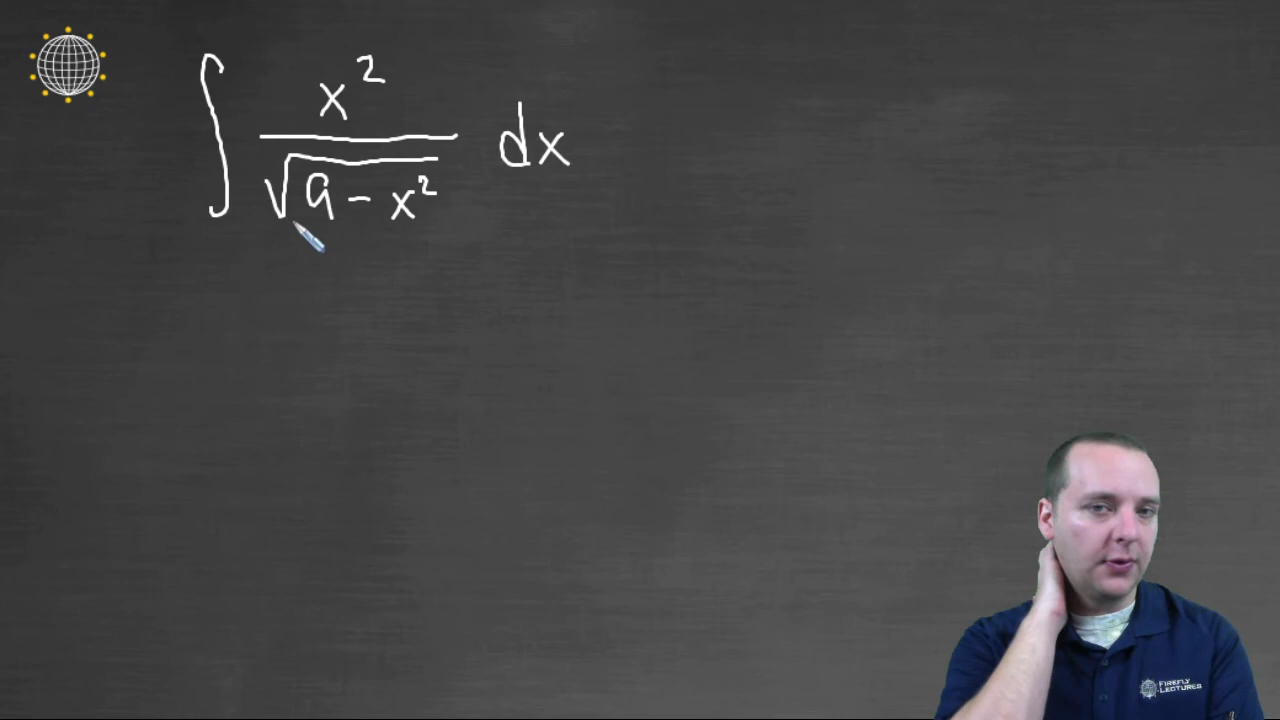 ∫ x² / √(9 - x²) dx
FIREFLY
LECTURES